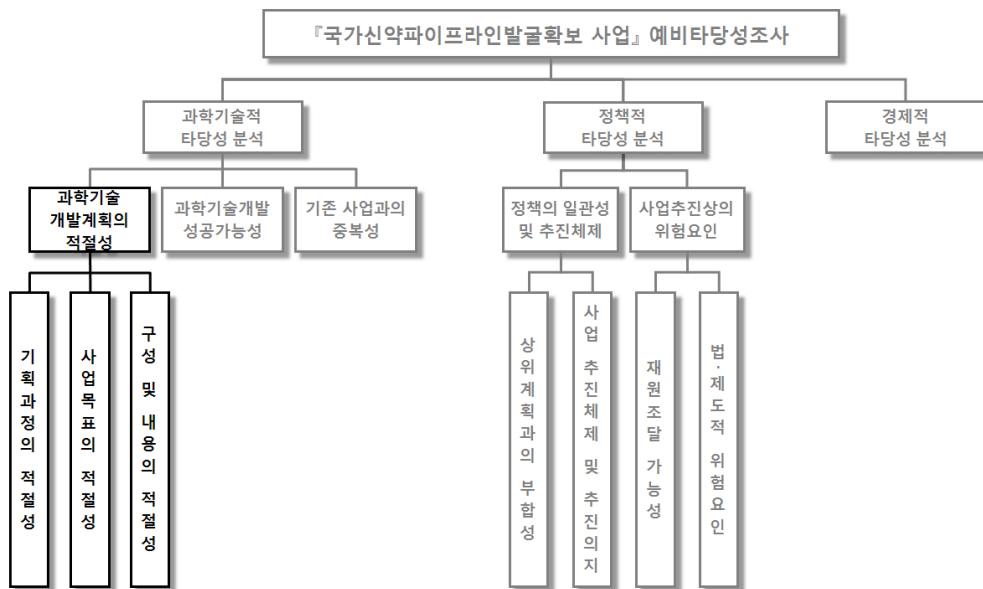 『국가신약파이프라인발굴확보 사업』 예비타당성조사
과학기술적
타당성 분석
정책적
타당성 분석
경제적
타당성 분석
과학기술
개발계획의
적절성
과학기술개발
성공가능성
기존 사업과의
중복성
정책의 일관성
및 추진체제
사업추진상의
위험요인
기획과정의 적절성
사업목표의 적절성
구성 및 내용의 적절성
상위계획과의 부합성
사업 추진체제 및 추진의지
재원조달 가능성
법·제도적 위험요인